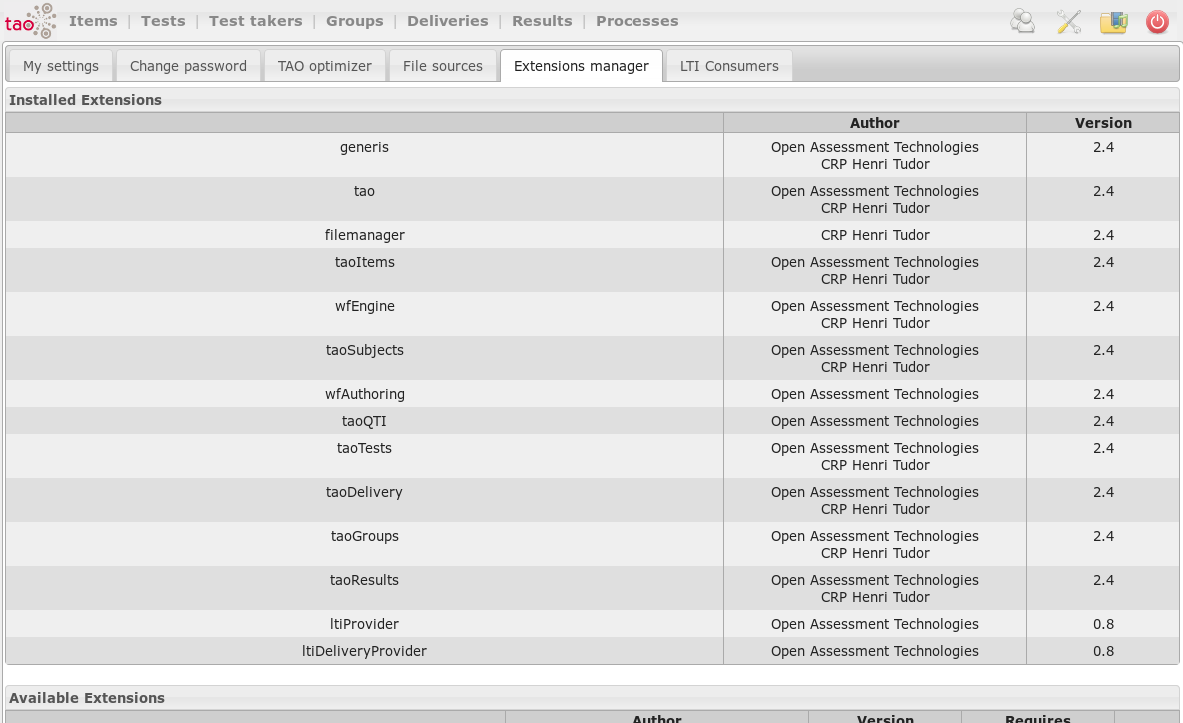 tao Items | Tests | Test takers | Groups | Deliveries | Results | Processes
My settings Change password TAO optimizer File sources Extensions manager LTI Consumers
Installed Extensions
Author Version
generis Open Assessment Technologies 2.4
CRP Henri Tudor
tao Open Assessment Technologies 2.4
CRP Henri Tudor
filemanager CRP Henri Tudor 2.4
taoItems Open Assessment Technologies 2.4
CRP Henri Tudor
wfEngine Open Assessment Technologies 2.4
CRP Henri Tudor
taoSubjects Open Assessment Technologies 2.4
CRP Henri Tudor
wfAuthoring Open Assessment Technologies 2.4
taoQTI Open Assessment Technologies 2.4
taoTests Open Assessment Technologies 2.4
CRP Henri Tudor
taoDelivery Open Assessment Technologies 2.4
CRP Henri Tudor
taoGroups Open Assessment Technologies 2.4
CRP Henri Tudor
taoResults Open Assessment Technologies 2.4
CRP Henri Tudor
ltiProvider Open Assessment Technologies 0.8
ltiDeliveryProvider Open Assessment Technologies 0.8
Available Extensions
Author Version Requires